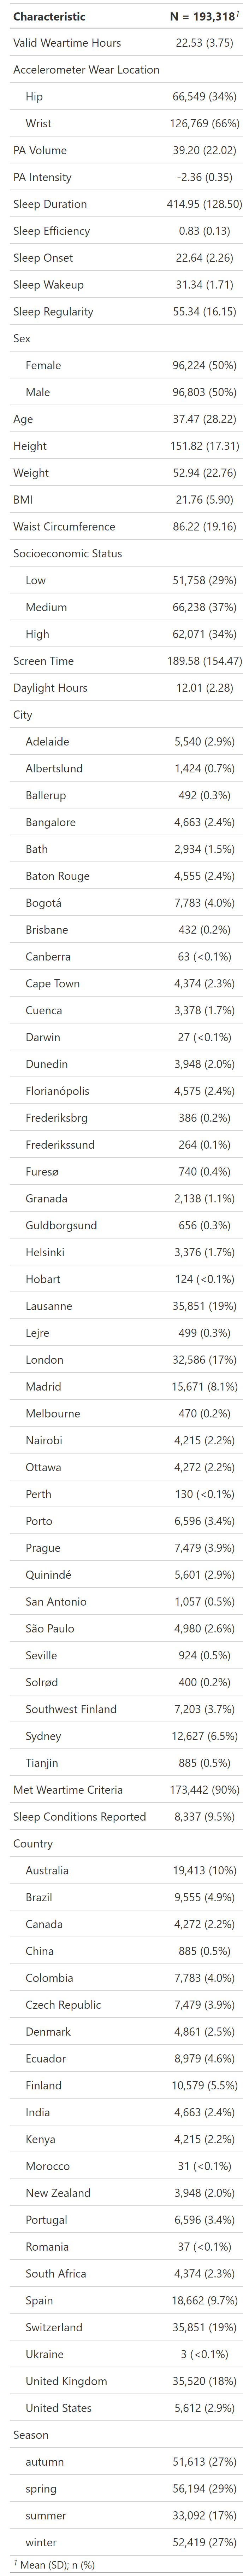 Characteristic N = 193,318¹
Valid Weartime Hours 22.53 (3.75)
Accelerometer Wear Location
Hip 66,549 (34%)
Wrist 126,769 (66%)
PA Volume 39.20 (22.02)
PA Intensity -2.36 (0.35)
Sleep Duration 414.95 (128.50)
Sleep Efficiency 0.83 (0.13)
Sleep Onset 22.64 (2.26)
Sleep Wakeup 31.34 (1.71)
Sleep Regularity 55.34 (16.15)
Sex
Female 96,224 (50%)
Male 96,803 (50%)
Age 37.47 (28.22)
Height 151.82 (17.31)
Weight 52.94 (22.76)
BMI 21.76 (5.90)
Waist Circumference 86.22 (19.16)
Socioeconomic Status
Low 51,758 (29%)
Medium 66,238 (37%)
High 62,071 (34%)
Screen Time 189.58 (154.47)
Daylight Hours 12.01 (2.28)
City
Adelaide 5,540 (2.9%)
Albertslund 1,424 (0.7%)
Ballerup 492 (0.3%)
Bangalore 4,663 (2.4%)
Bath 2,934 (1.5%)
Baton Rouge 4,555 (2.4%)
Bogotá 7,783 (4.0%)
Brisbane 432 (0.2%)
Canberra 63 (<0.1%)
Cape Town 4,374 (2.3%)
Cuenca 3,378 (1.7%)
Darwin 27 (<0.1%)
Dunedin 3,948 (2.0%)
Florianópolis 4,575 (2.4%)
Frederiksbrg 386 (0.2%)
Frederikssund 264 (0.1%)
Furesø 740 (0.4%)
Granada 2,138 (1.1%)
Guldborgsund 656 (0.3%)
Helsinki 3,376 (1.7%)
Hobart 124 (<0.1%)
Lausanne 35,851 (19%)
Lejre 499 (0.3%)
London 32,586 (17%)
Madrid 15,671 (8.1%)
Melbourne 470 (0.2%)
Nairobi 4,215 (2.2%)
Ottawa 4,272 (2.2%)
Perth 130 (<0.1%)
Porto 6,596 (3.4%)
Prague 7,479 (3.9%)
Quinindé 5,601 (2.9%)
San Antonio 1,057 (0.5%)
São Paulo 4,980 (2.6%)
Seville 924 (0.5%)
Solrød 400 (0.2%)
Southwest Finland 7,203 (3.7%)
Sydney 12,627 (6.5%)
Tianjin 885 (0.5%)
Met Weartime Criteria 173,442 (90%)
Sleep Conditions Reported 8,337 (9.5%)
Country
Australia 19,413 (10%)
Brazil 9,555 (4.9%)
Canada 4,272 (2.2%)
China 885 (0.5%)
Colombia 7,783 (4.0%)
Czech Republic 7,479 (3.9%)
Denmark 4,861 (2.5%)
Ecuador 8,979 (4.6%)
Finland 10,579 (5.5%)
India 4,663 (2.4%)
Kenya 4,215 (2.2%)
Morocco 31 (<0.1%)
New Zealand 3,948 (2.0%)
Portugal 6,596 (3.4%)
Romania 37 (<0.1%)
South Africa 4,374 (2.3%)
Spain 18,662 (9.7%)
Switzerland 35,851 (19%)
Ukraine 3 (<0.1%)
United Kingdom 35,520 (18%)
United States 5,612 (2.9%)
Season
autumn 51,613 (27%)
spring 56,194 (29%)
summer 33,092 (17%)
winter 52,419 (27%)
¹ Mean (SD); n (%)